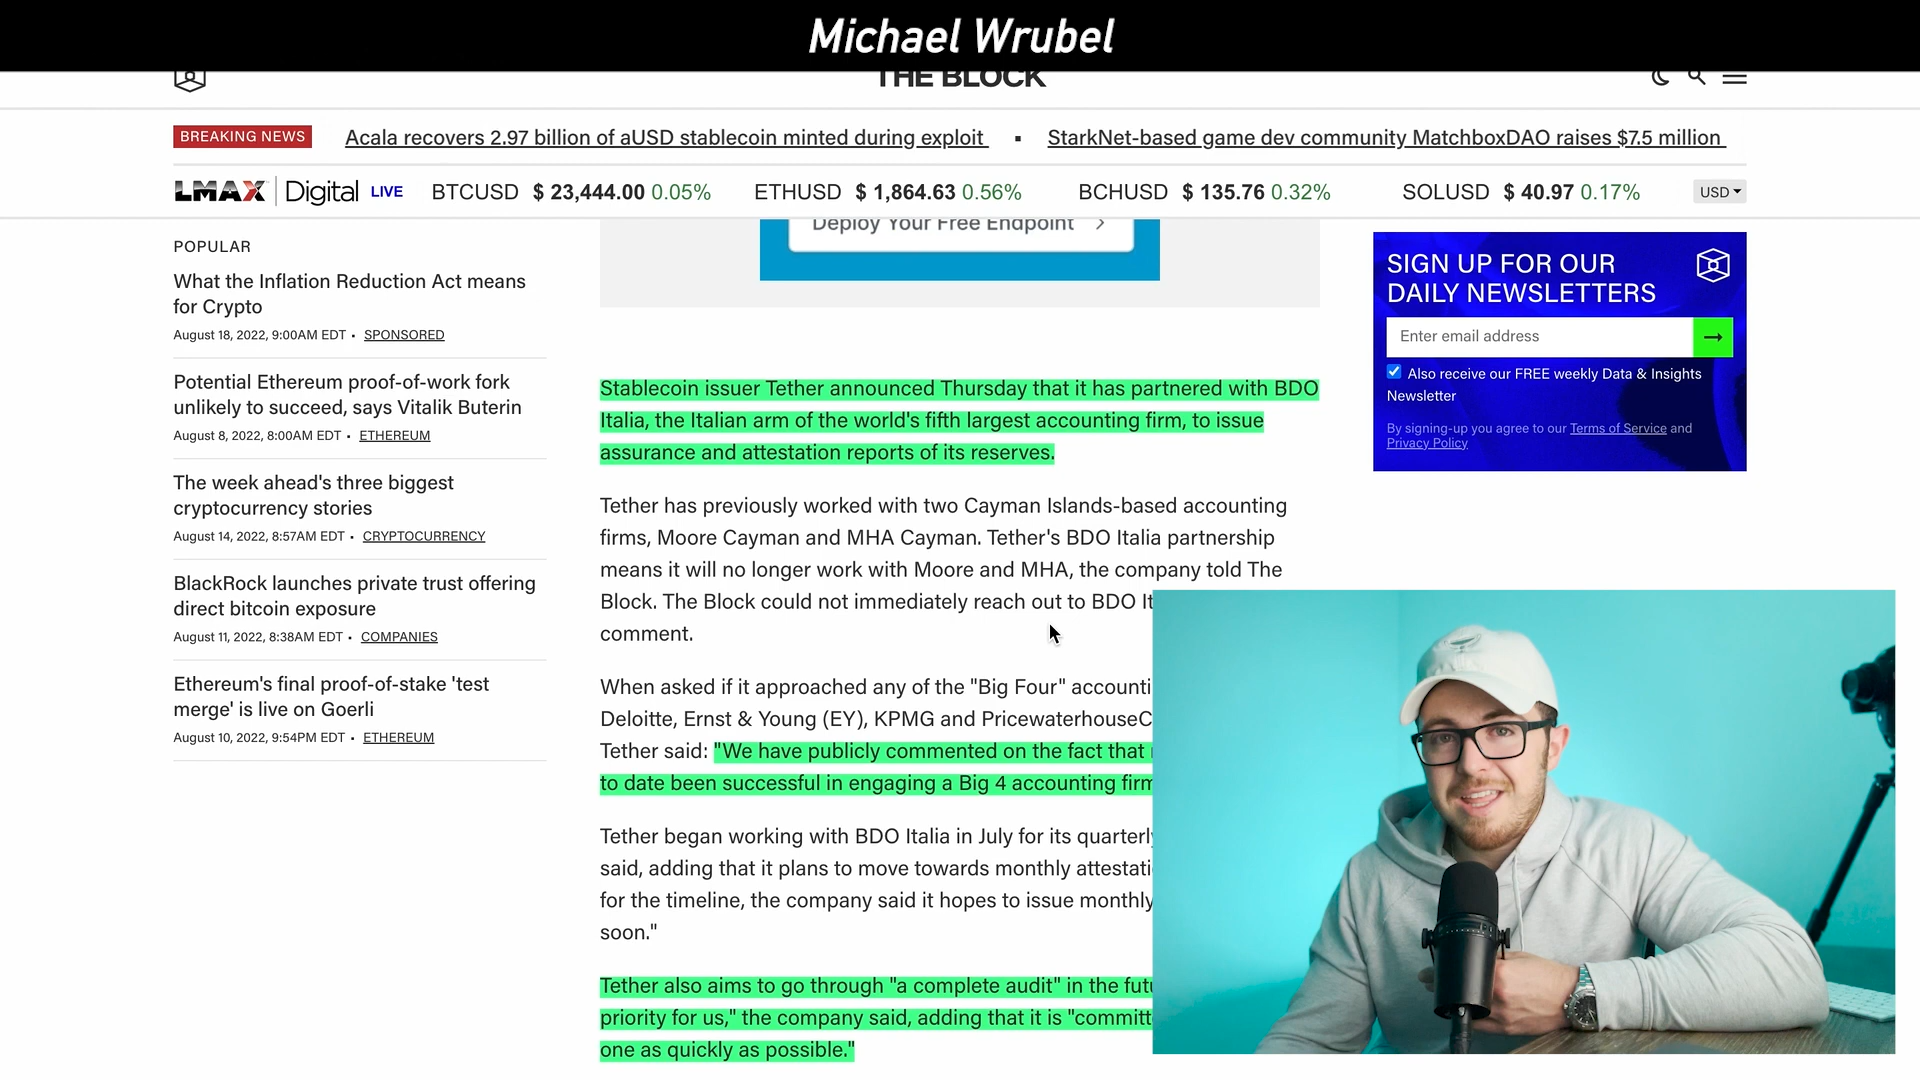 Michael Wrubel
THE BLOCK
BREAKING NEWS
Acala recovers 2.97 billion of aUSD stablecoin minted during exploit ▪ StarkNet-based game dev community MatchboxDAO raises $7.5 million
LMAX Digital LIVE BTCUSD $ 23,444.00 0.05% ETHUSD $ 1,864.63 0.56% BCHUSD $ 135.76 0.32% SOLUSD $ 40.97 0.17% USD
POPULAR
What the Inflation Reduction Act means
for Crypto
August 18, 2022, 9:00AM EDT • SPONSORED
Potential Ethereum proof-of-work fork
unlikely to succeed, says Vitalik Buterin
August 8, 2022, 8:00AM EDT • ETHEREUM
The week ahead's three biggest
cryptocurrency stories
August 14, 2022, 8:57AM EDT • CRYPTOCURRENCY
BlackRock launches private trust offering
direct bitcoin exposure
August 11, 2022, 8:38AM EDT • COMPANIES
Ethereum's final proof-of-stake 'test
merge' is live on Goerli
August 10, 2022, 9:54PM EDT • ETHEREUM
Deploy Your Free Endpoint
Stablecoin issuer Tether announced Thursday that it has partnered with BDO
Italia, the Italian arm of the world's fifth largest accounting firm, to issue
assurance and attestation reports of its reserves.
Tether has previously worked with two Cayman Islands-based accounting
firms, Moore Cayman and MHA Cayman. Tether's BDO Italia partnership
means it will no longer work with Moore and MHA, the company told The
Block. The Block could not immediately reach out to BDO It
comment.
When asked if it approached any of the "Big Four" accounti
Deloitte, Ernst & Young (EY), KPMG and PricewaterhouseC
Tether said: "We have publicly commented on the fact that
to date been successful in engaging a Big 4 accounting firm
Tether began working with BDO Italia in July for its quarterly
said, adding that it plans to move towards monthly attestati
for the timeline, the company said it hopes to issue monthly
soon."
Tether also aims to go through "a complete audit" in the futu
priority for us," the company said, adding that it is "committ
one as quickly as possible."
SIGN UP FOR OUR
DAILY NEWSLETTERS
Enter email address
Also receive our FREE weekly Data & Insights
Newsletter
By signing-up you agree to our Terms of Service and
Privacy Policy